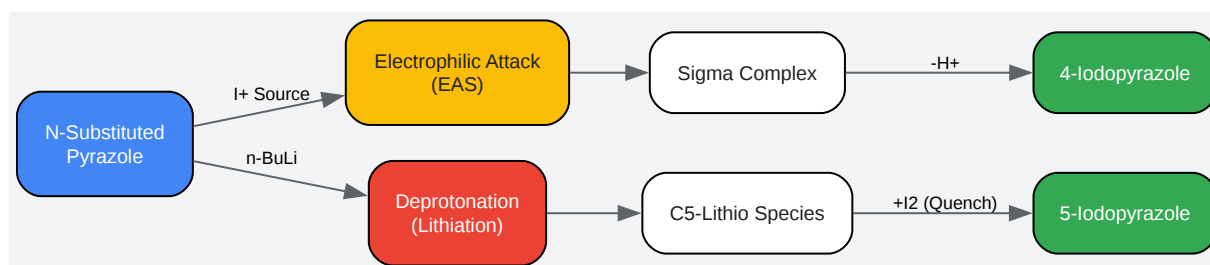 N-Substituted
Pyrazole
I+ Source
Electrophilic Attack
(EAS)
Sigma Complex
-H+
4-Iodopyrazole
n-BuLi
Deprotonation
(Lithiation)
C5-Lithio Species
+I2 (Quench)
5-Iodopyrazole